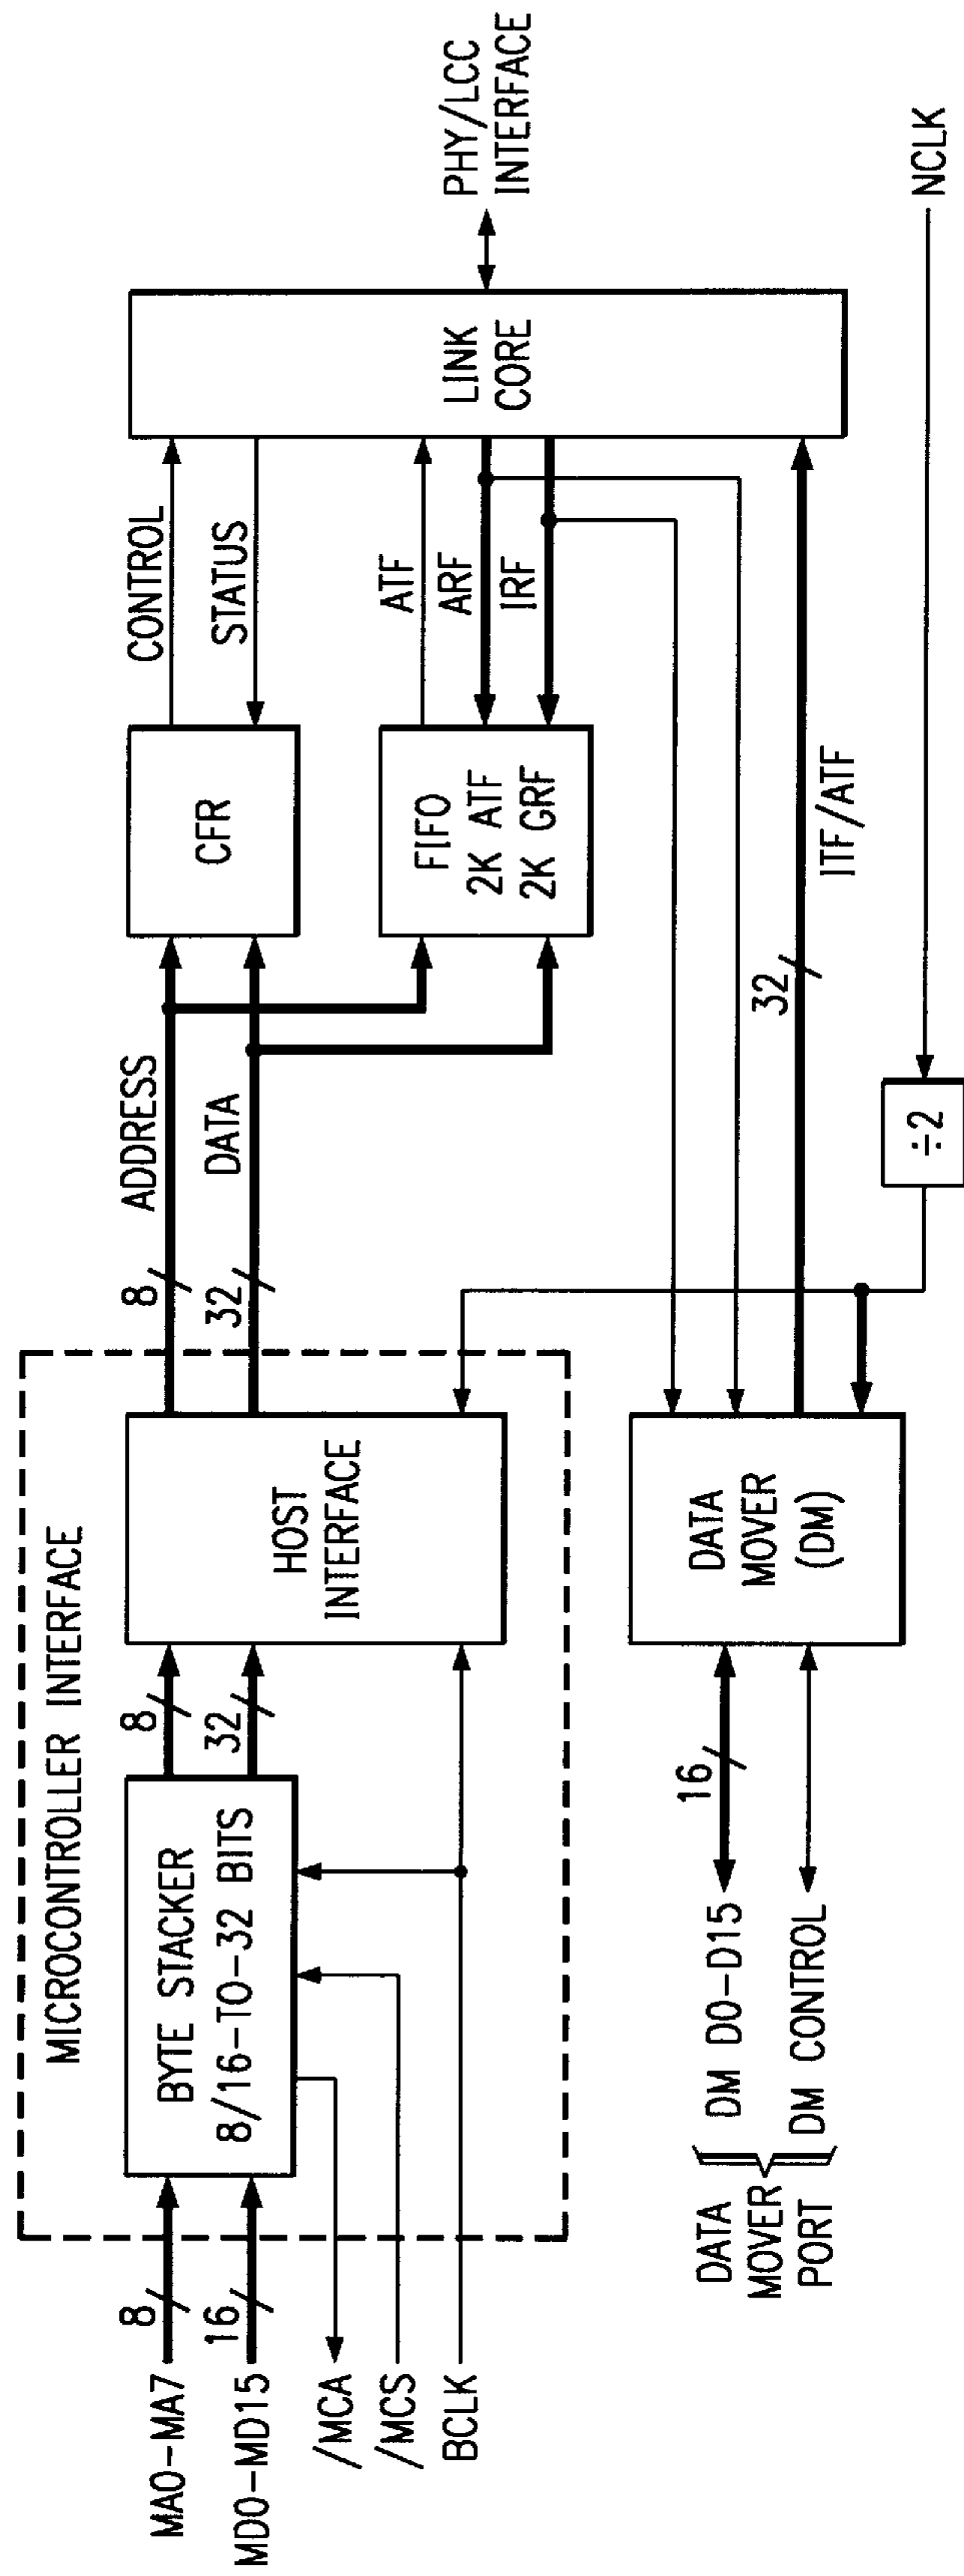 MICROCONTROLLER INTERFACE
MA0-MA7
8
MD0-MD15
16
/MCA
/MCS
BCLK
BYTE STACKER
8/16-TO-32 BITS
8
32
HOST
INTERFACE
8
ADDRESS
32
DATA
CFR
CONTROL
STATUS
FIFO
2K ATF
2K GRF
ATF
ARF
IRF
LINK
CORE
PHY/LCC
INTERFACE
DATA
MOVER
PORT
DM D0-D15
DM CONTROL
16
DATA
MOVER
(DM)
32
ITF/ATF
÷2
NCLK